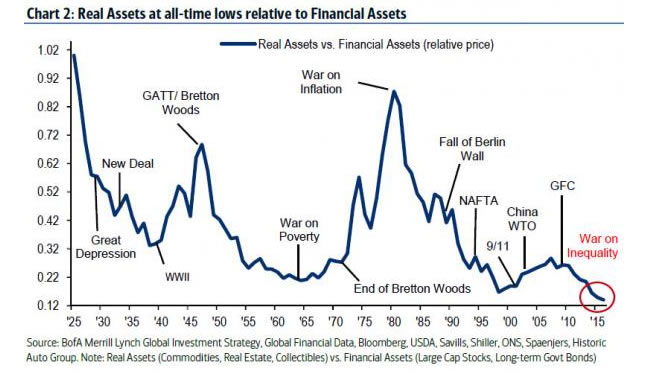 Chart 2: Real Assets at all-time lows relative to Financial Assets
Real Assets vs. Financial Assets (relative price)
1.02
0.92
0.82
0.72
0.62
0.52
0.42
0.32
0.22
0.12
War on
Inflation
GATT/ Bretton
Woods
New Deal
Great
Depression
WWII
War on
Poverty
End of Bretton Woods
Fall of Berlin
Wall
NAFTA
9/11
China
WTO
GFC
War on
Inequality
'25 '30 '35 '40 '45 '50 '55 '60 '65 '70 '75 '80 '85 '90 '95 '00 '05 '10 '15
Source: BofA Merrill Lynch Global Investment Strategy, Global Financial Data, Bloomberg, USDA, Savills, Shiller, ONS, Spaenjers, Historic
Auto Group. Note: Real Assets (Commodities, Real Estate, Collectibles) vs. Financial Assets (Large Cap Stocks, Long-term Govt Bonds)